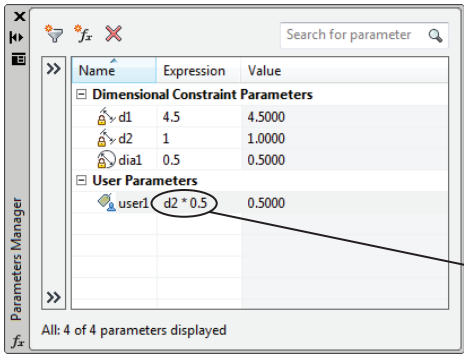 Search for parameter
Name Expression Value
Dimensional Constraint Parameters
d1 4.5 4.5000
d2 1 1.0000
dia1 0.5 0.5000
User Parameters
user1 d2 * 0.5 0.5000
All: 4 of 4 parameters displayed
Parameters Manager
fx